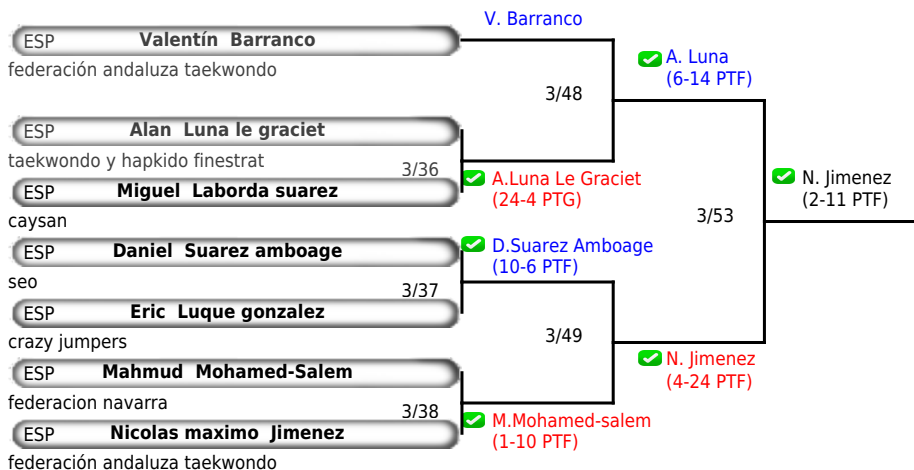 V. Barranco
ESP Valentín Barranco
federación andaluza taekwondo
A. Luna
(6-14 PTF)
3/48
ESP Alan Luna le graciet
taekwondo y hapkido finestrat
3/36
A.Luna Le Graciet
(24-4 PTG)
ESP Miguel Laborda suarez
caysan
N. Jimenez
(2-11 PTF)
3/53
ESP Daniel Suarez amboage
seo
D.Suarez Amboage
(10-6 PTF)
3/37
ESP Eric Luque gonzalez
crazy jumpers
3/49
ESP Mahmud Mohamed-Salem
federacion navarra
N. Jimenez
(4-24 PTF)
3/38
M.Mohamed-salem
(1-10 PTF)
ESP Nicolas maximo Jimenez
federación andaluza taekwondo